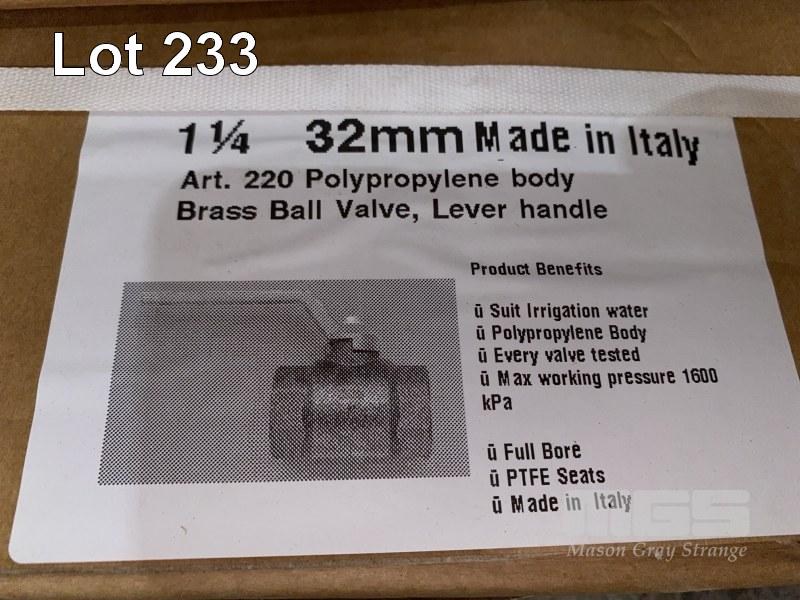 Lot 233
1 ¼ 32mm Made in Italy
Art. 220 Polypropylene body
Brass Ball Valve, Lever handle
Product Benefits
ū Suit Irrigation water
ū Polypropylene Body
ū Every valve tested
ū Max working pressure 1600
kPa
ū Full Bore
ū PTFE Seats
ū Made in Italy
MGS
Mason Gray Strange